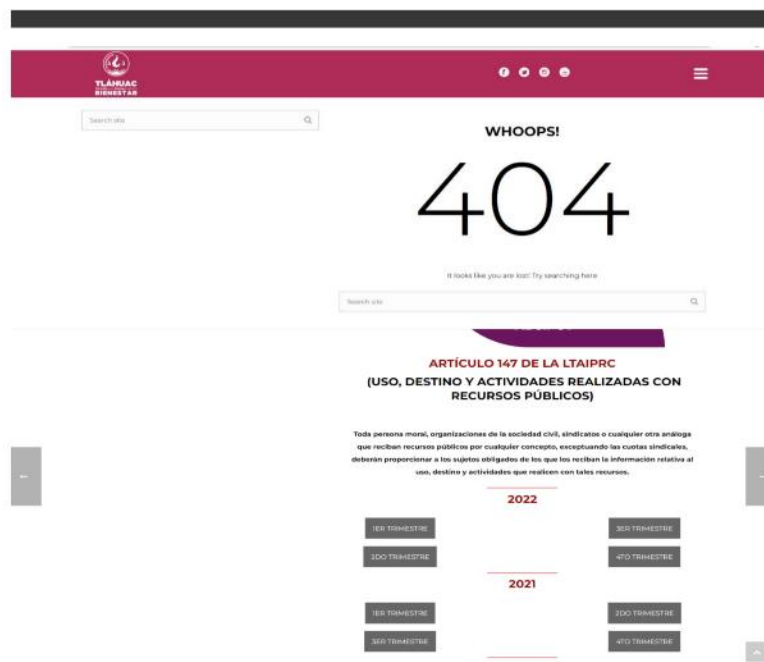 TLÁHUAC
BIENESTAR
Search site
WHOOPS!
404
It looks like you are lost! Try searching here
Search site
ARTÍCULO 147 DE LA LTAIPRC
(USO, DESTINO Y ACTIVIDADES REALIZADAS CON
RECURSOS PÚBLICOS)
Toda persona moral, organizaciones de la sociedad civil, sindicatos o cualquier otra análoga
que reciban recursos públicos por cualquier concepto, exceptuando las cuotas sindicales,
deberán proporcionar a los sujetos obligados de los que los reciban la información relativa al
uso, destino y actividades que realicen con tales recursos.
2022
1ER TRIMESTRE
3ER TRIMESTRE
2DO TRIMESTRE
4TO TRIMESTRE
2021
1ER TRIMESTRE
2DO TRIMESTRE
3ER TRIMESTRE
4TO TRIMESTRE